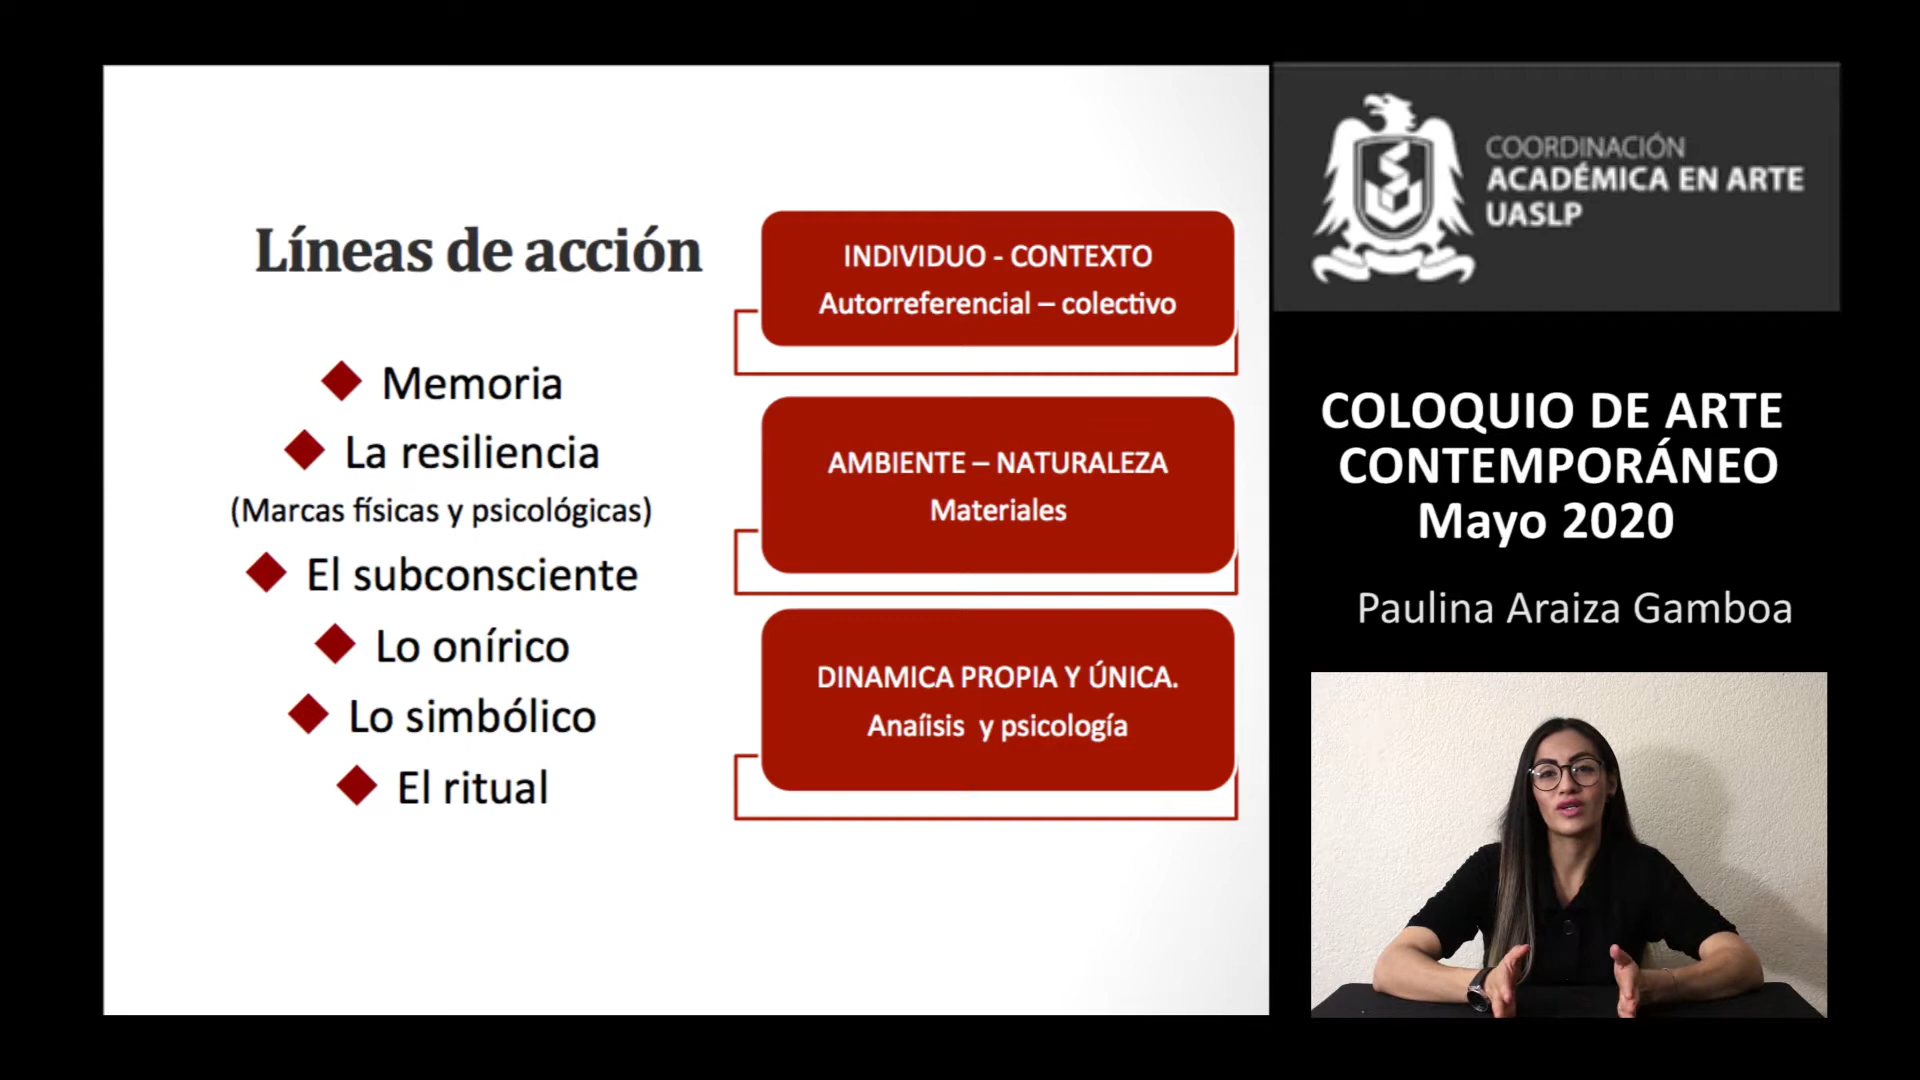 Líneas de acción
Memoria
La resiliencia
(Marcas físicas y psicológicas)
El subconsciente
Lo onírico
Lo simbólico
El ritual
INDIVIDUO - CONTEXTO
Autorreferencial – colectivo
AMBIENTE – NATURALEZA
Materiales
DINAMICA PROPIA Y ÚNICA.
Anaíisis y psicología
COORDINACIÓN
ACADÉMICA EN ARTE
UASLP
COLOQUIO DE ARTE
CONTEMPORÁNEO
Mayo 2020
Paulina Araiza Gamboa